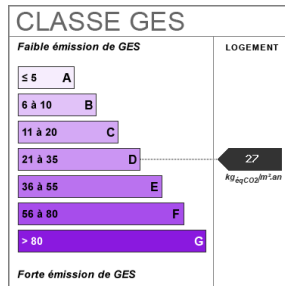 CLASSE GES
Faible émission de GES
LOGEMENT
≤ 5 A
6 à 10 B
11 à 20 C
21 à 35 D
27
kgéqCO2/m².an
36 à 55 E
56 à 80 F
> 80 G
Forte émission de GES